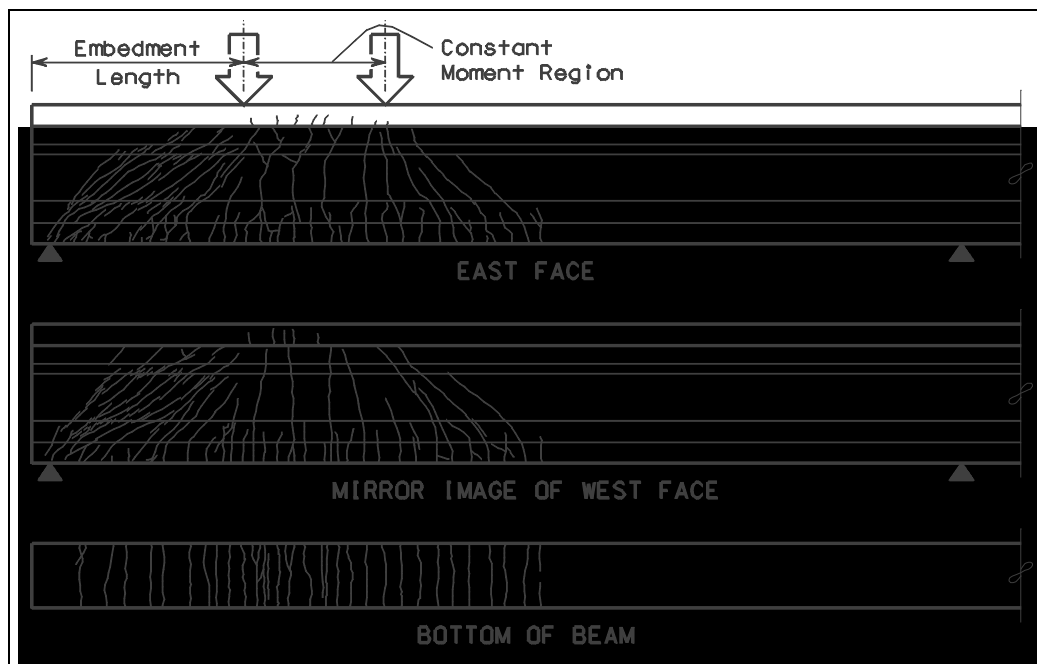 Embedment
Length
Constant
Moment Region
EAST FACE
MIRROR IMAGE OF WEST FACE
BOTTOM OF BEAM